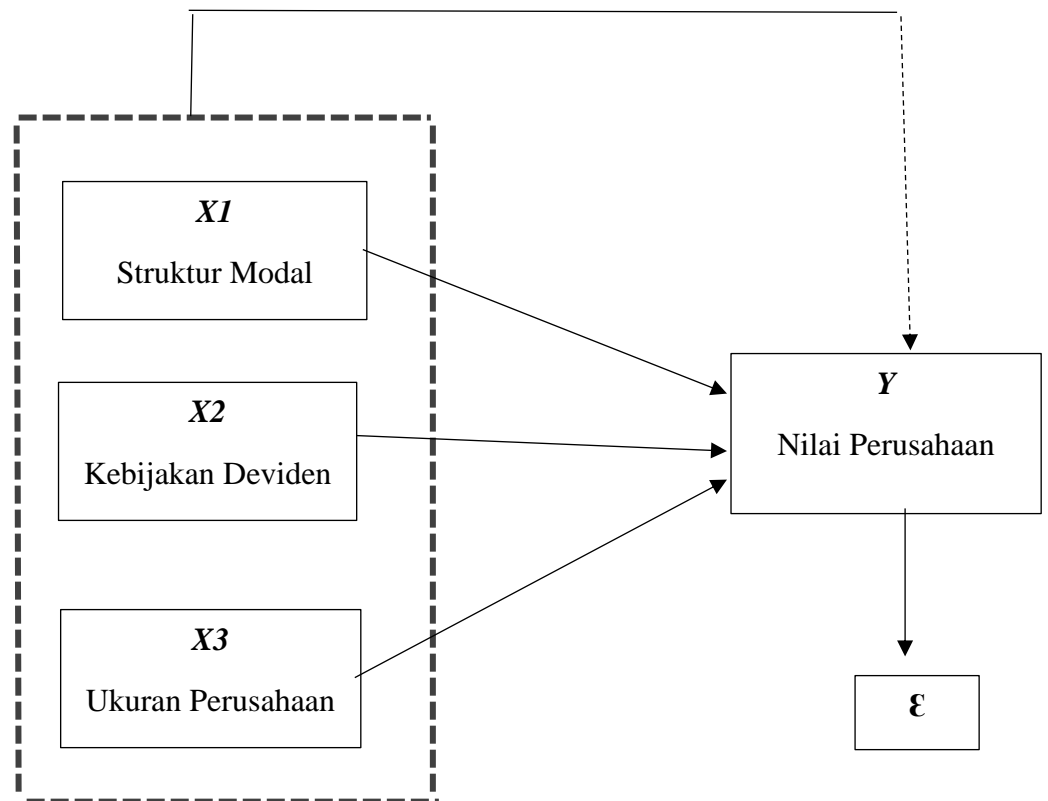 X1
Struktur Modal
X2
Kebijakan Deviden
X3
Ukuran Perusahaan
Y
Nilai Perusahaan
Ɛ